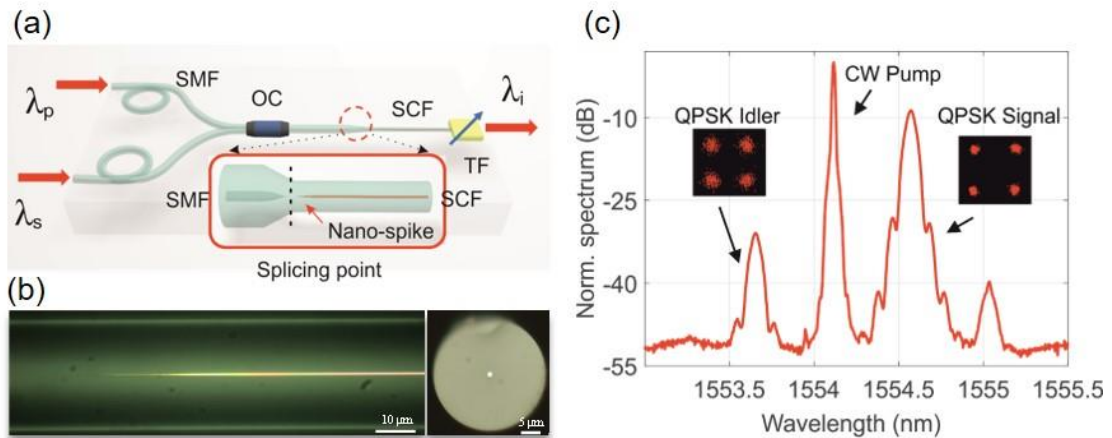 (a)
λp
SMF
OC
SCF
λi
TF
λs
SMF
SCF
Nano-spike
Splicing point
(b)
10 μm
5 μm
(c)
CW Pump
QPSK Idler
QPSK Signal
Norm. spectrum (dB)
-10
-25
-40
-55
1553.5
1554
1554.5
1555
1555.5
Wavelength (nm)